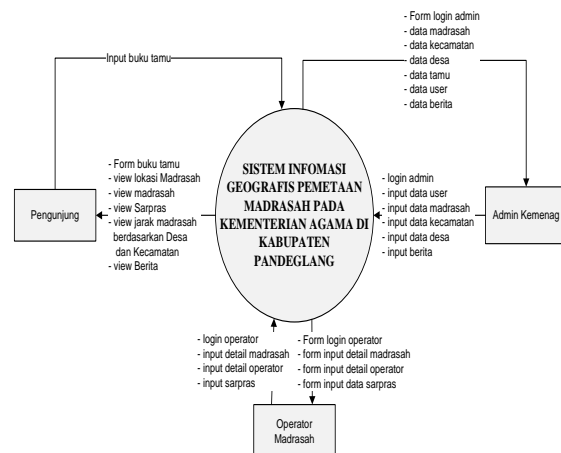 - Form login admin
- data madrasah
- data kecamatan
- data desa
- data tamu
- data user
- data berita
Input buku tamu
- Form buku tamu
- view lokasi Madrasah
- view madrasah
- view Sarpras
- view jarak madrasah
berdasarkan Desa
dan Kecamatan
- view Berita
Pengunjung
SISTEM INFOMASI
GEOGRAFIS PEMETAAN
MADRASAH PADA
KEMENTERIAN AGAMA DI
KABUPATEN
PANDEGLANG
- login admin
- input data user
- input data madrasah
- input data kecamatan
- input data desa
- input berita
Admin Kemenag
- login operator
- input detail madrasah
- input detail operator
- input sarpras
- Form login operator
- form input detail madrasah
- form input detail operator
- form input data sarpras
Operator
Madrasah